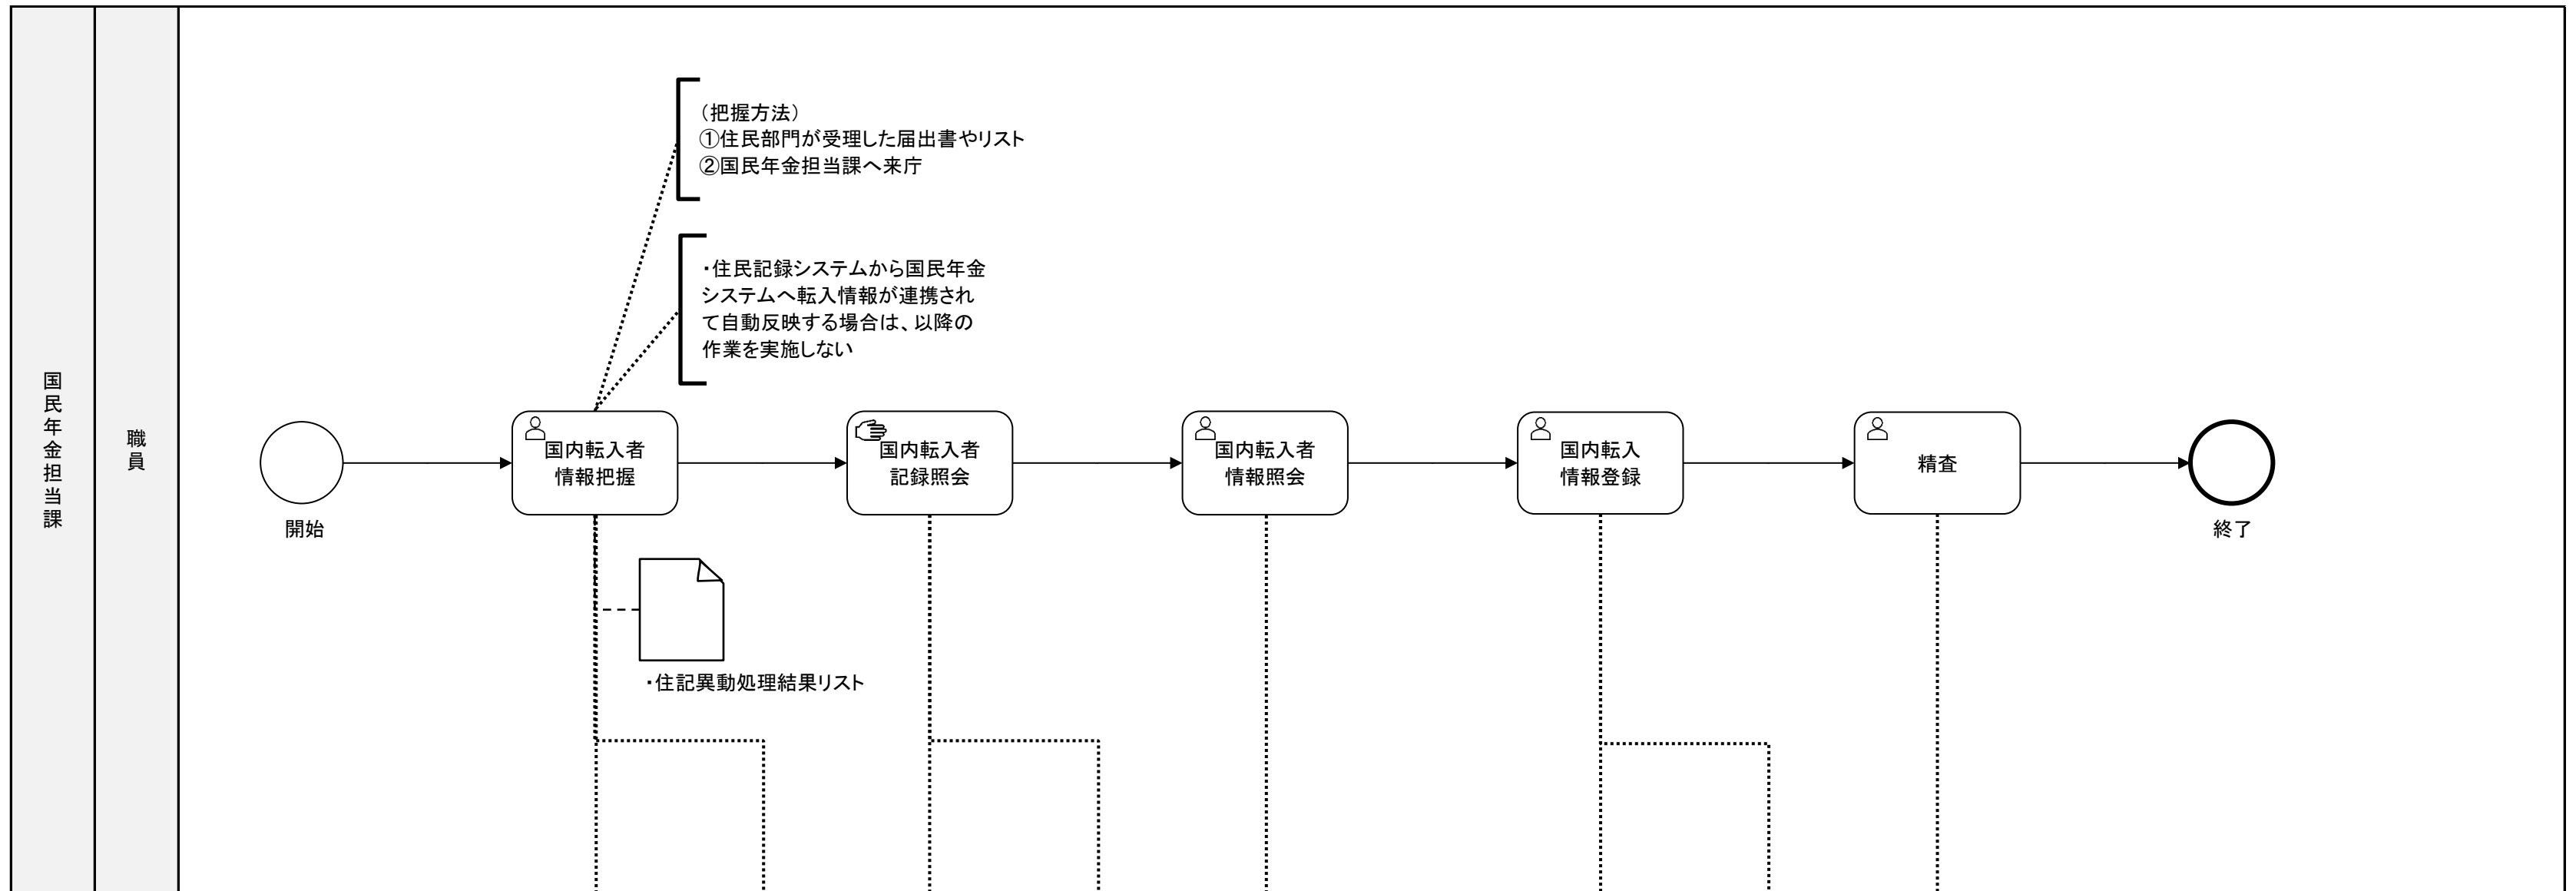 国民年金担当課
職員
（把握方法）
①住民部門が受理した届出書やリスト
②国民年金担当課へ来庁
・住民記録システムから国民年金
システムへ転入情報が連携され
て自動反映する場合は、以降の
作業を実施しない
開始
国内転入者
情報把握
国内転入者
記録照会
国内転入者
情報照会
国内転入
情報登録
精査
終了
・住記異動処理結果リスト